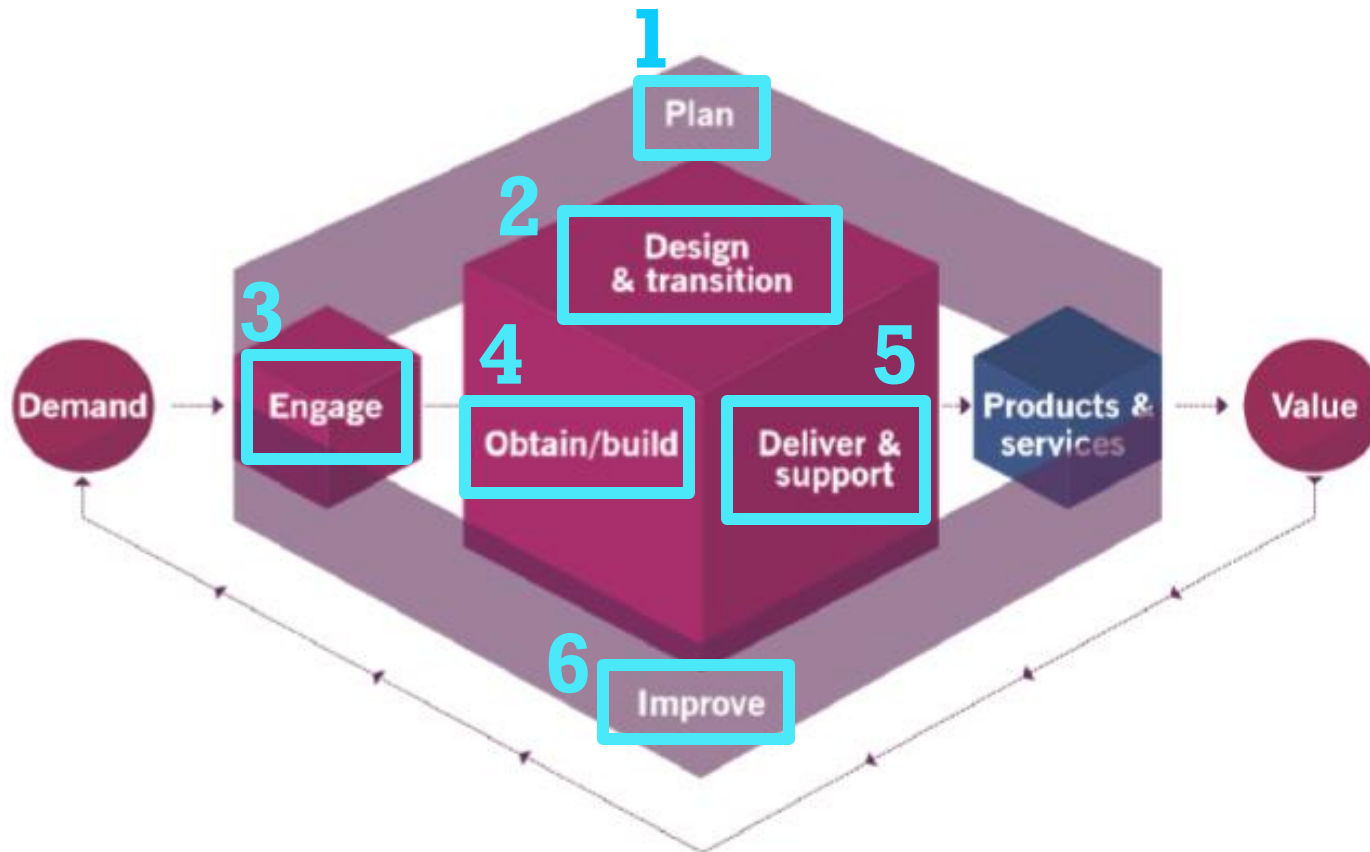 1
Plan
2
Design
& transition
3
4
5
Demand
Engage
Obtain/build
Deliver &
support
Products &
services
Value
6
Improve